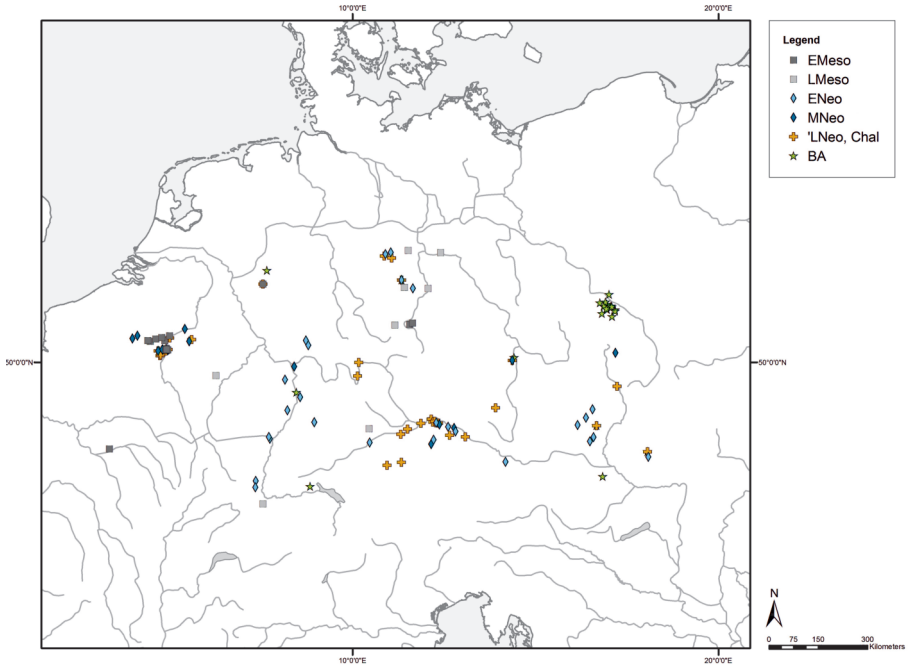 10°0'0"E
20°0'0"E
Legend
EMeso
LMeso
ENeo
MNeo
'LNeo, Chal
BA
50°0'0"N
50°0'0"N
N
0 75 150 300
Kilometers
10°0'0"E
20°0'0"E